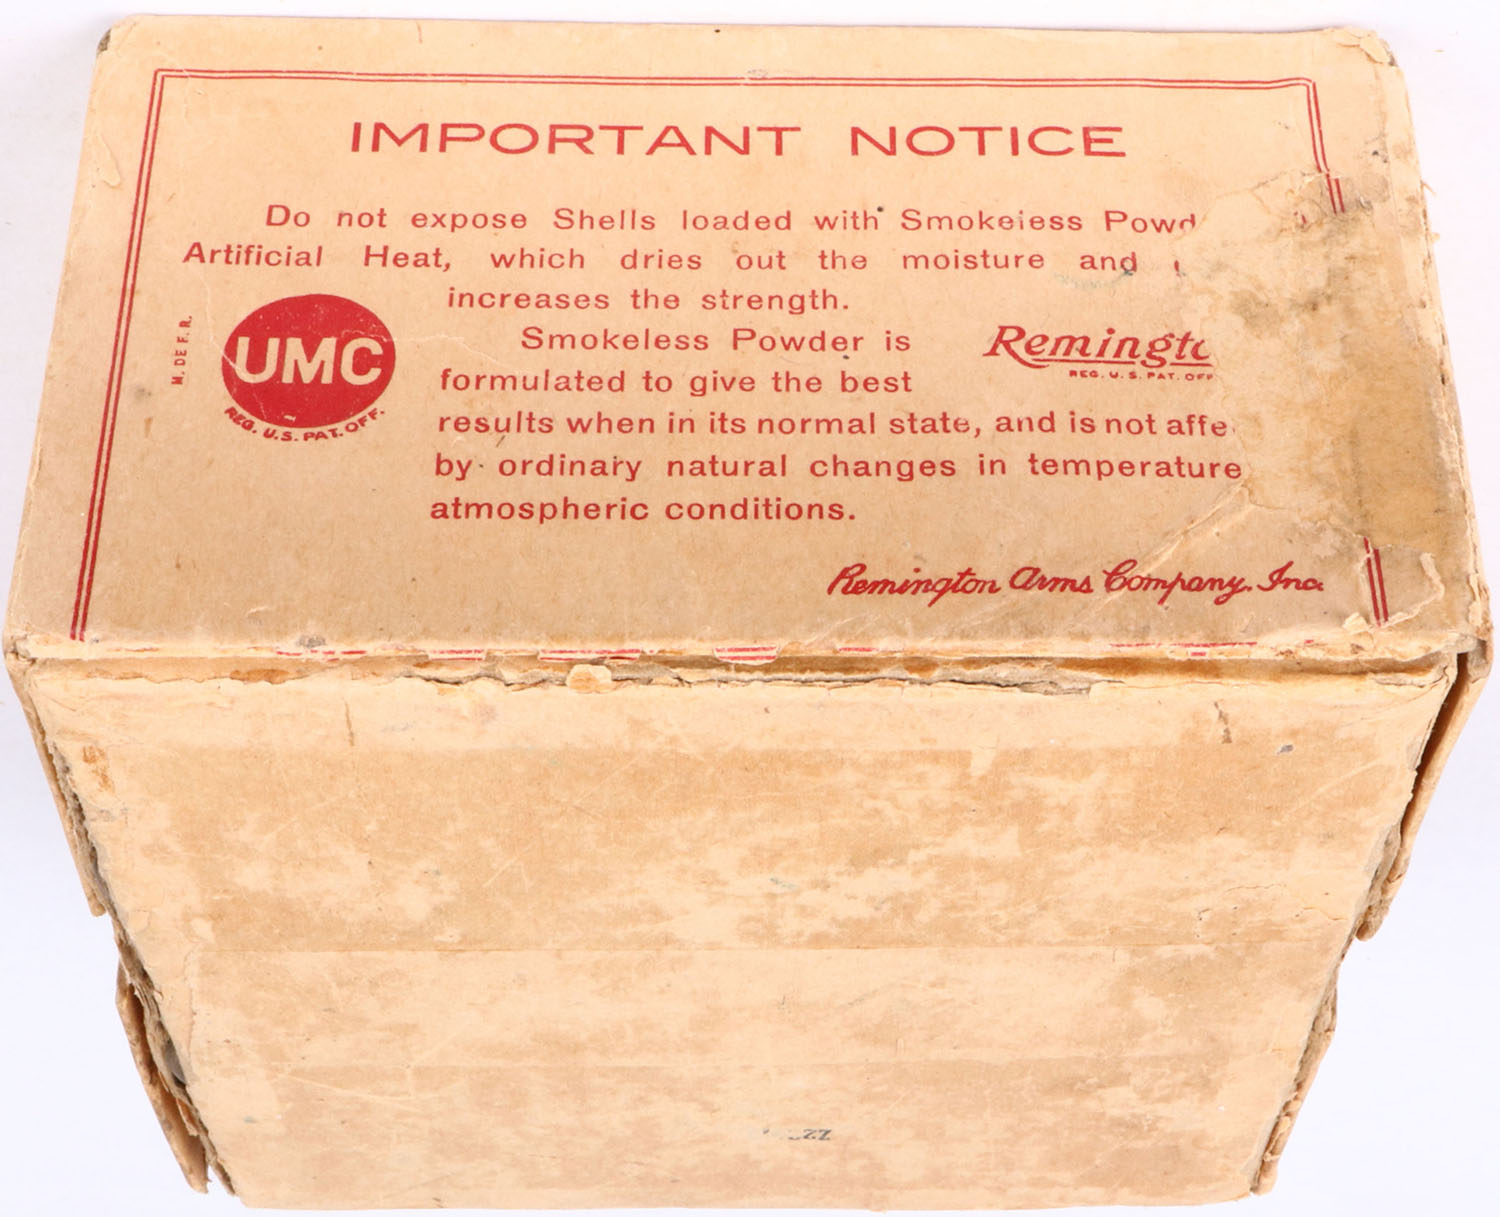 IMPORTANT NOTICE
Do not expose Shells loaded with Smokeless
Artificial Heat, which dries out the moisture and
increases the strength.
Smokeless Powder is
formulated to give the best
results when in its normal state, and is not
by ordinary natural changes in temperature
atmospheric conditions.
M. DE F. R.
UMC
REG. U.S. PAT. OFF.
REG. U. S. PAT. OFF
Remington Arms Company, Inc.